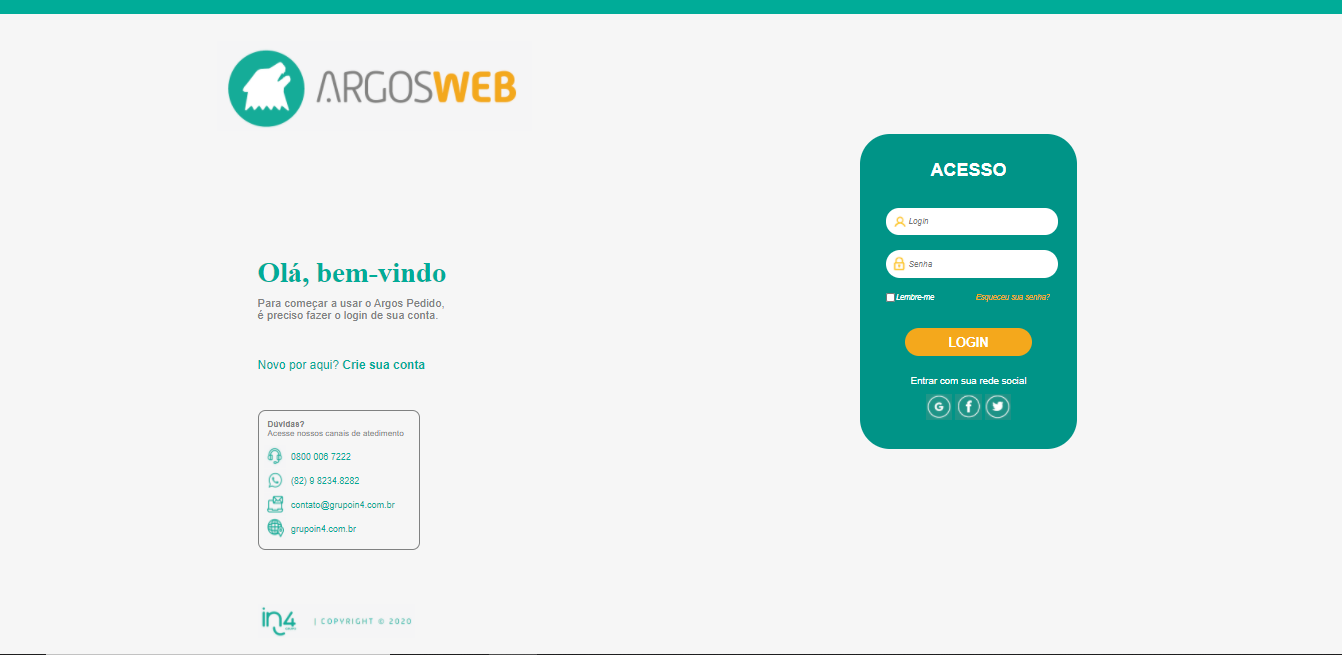 ARGOSWEB
ACESSO
Login
Senha
Lembre-me
Esqueceu sua senha?
LOGIN
Entrar com sua rede social
Olá, bem-vindo
Para começar a usar o Argos Pedido,
é preciso fazer o login de sua conta.
Novo por aqui? Crie sua conta
Dúvidas?
Acesse nossos canais de atedimento
0800 006 7222
(82) 9.8234.8282
contato@grupoin4.com.br
grupoin4.com.br
in4
| COPYRIGHT © 2020